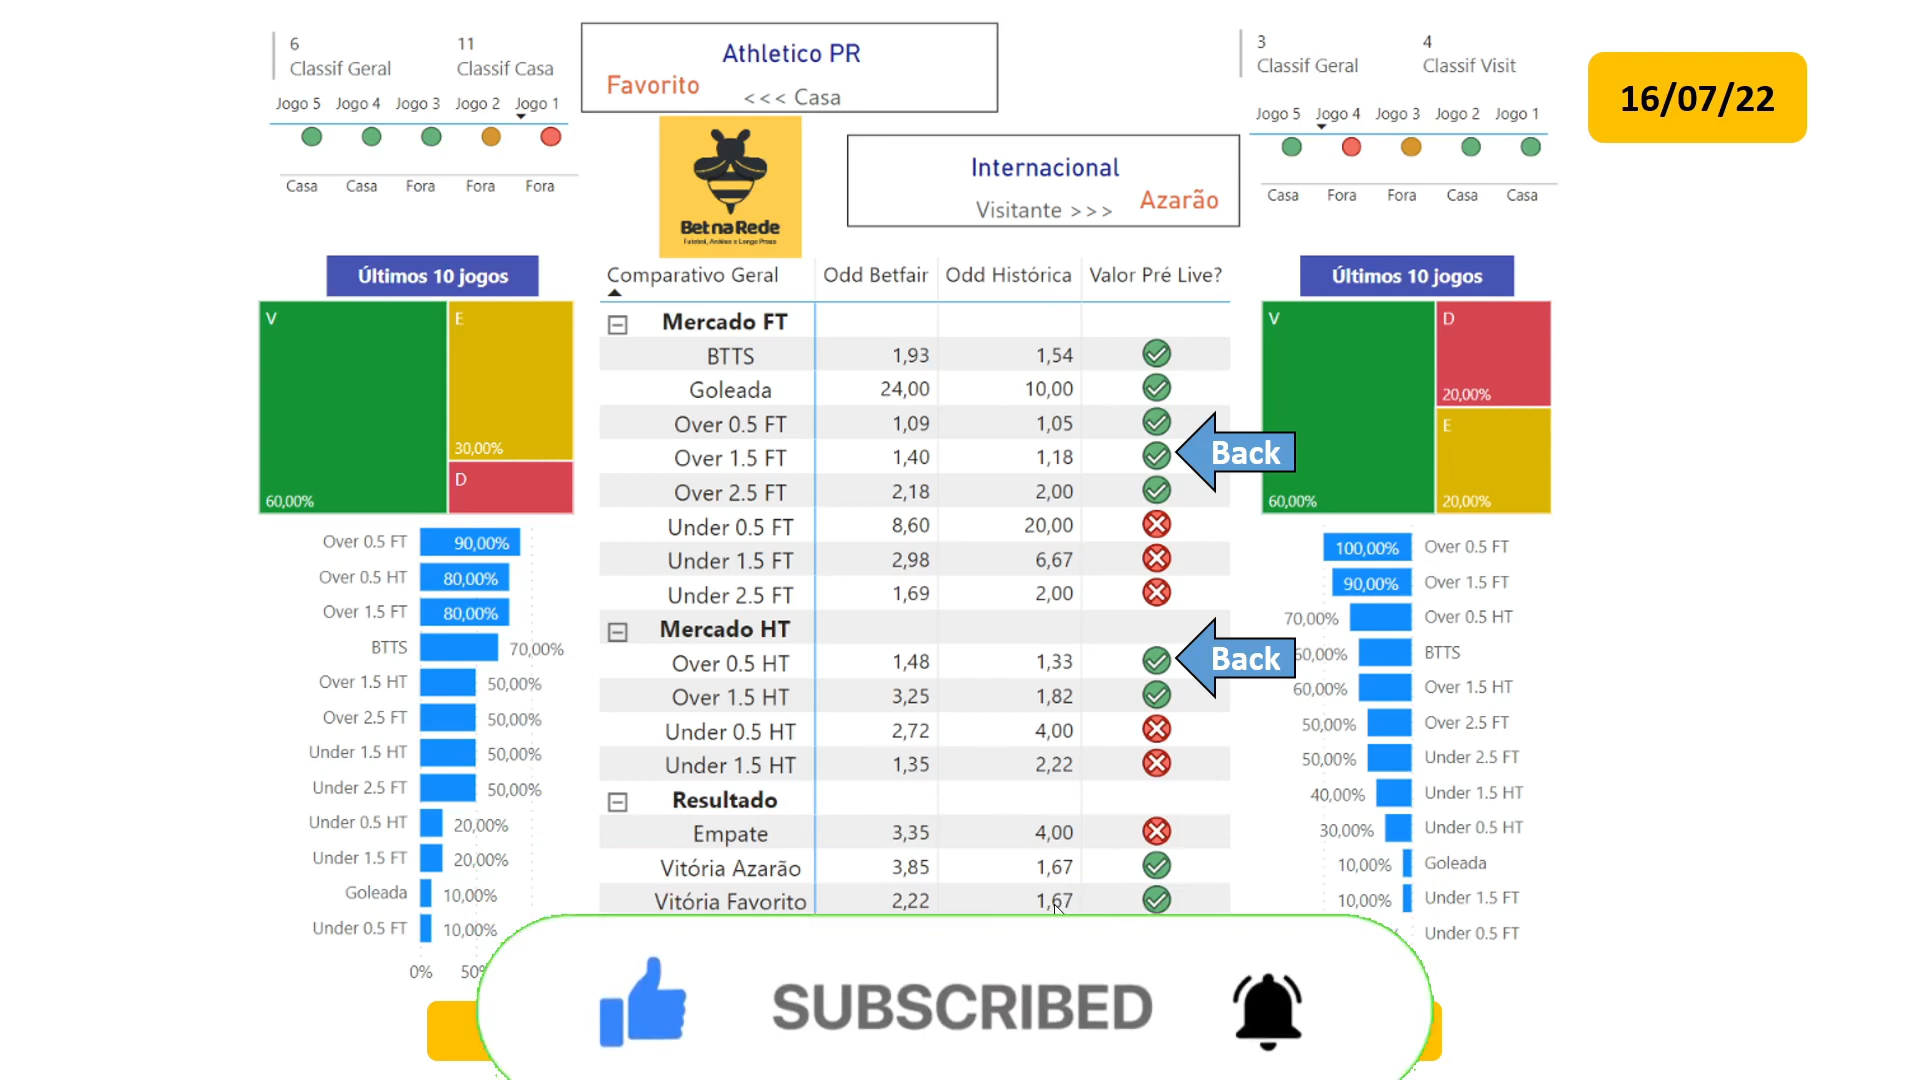 6
Classif Geral
11
Classif Casa
Jogo 5 Jogo 4 Jogo 3 Jogo 2 Jogo 1
Casa Casa Fora Fora Fora
Athletico PR
Favorito
<<< Casa
Bet na Rede
Internacional
Visitante >>>
Azarão
3
Classif Geral
4
Classif Visit
Jogo 5 Jogo 4 Jogo 3 Jogo 2 Jogo 1
Casa Fora Fora Casa Casa
16/07/22
Últimos 10 jogos
V
60,00%
E
30,00%
D
Over 0.5 FT 90,00%
Over 0.5 HT 80,00%
Over 1.5 FT 80,00%
BTTS 70,00%
Over 1.5 HT 50,00%
Over 2.5 FT 50,00%
Under 1.5 HT 50,00%
Under 2.5 FT 50,00%
Under 0.5 HT 20,00%
Under 1.5 FT 20,00%
Goleada 10,00%
Under 0.5 FT 10,00%
0%
Comparativo Geral Odd Betfair Odd Histórica Valor Pré Live?
Mercado FT
BTTS 1,93 1,54
Goleada 24,00 10,00
Over 0.5 FT 1,09 1,05
Over 1.5 FT 1,40 1,18
Back
Over 2.5 FT 2,18 2,00
Under 0.5 FT 8,60 20,00
Under 1.5 FT 2,98 6,67
Under 2.5 FT 1,69 2,00
Mercado HT
Over 0.5 HT 1,48 1,33
Back
Over 1.5 HT 3,25 1,82
Under 0.5 HT 2,72 4,00
Under 1.5 HT 1,35 2,22
Resultado
Empate 3,35 4,00
Vitória Azarão 3,85 1,67
Vitória Favorito 2,22 1,67
Últimos 10 jogos
V
60,00%
D
20,00%
E
20,00%
100,00% Over 0.5 FT
90,00% Over 1.5 FT
70,00% Over 0.5 HT
BTTS
60,00% Over 1.5 HT
50,00% Over 2.5 FT
50,00% Under 2.5 FT
40,00% Under 1.5 HT
30,00% Under 0.5 HT
10,00% Goleada
10,00% Under 1.5 FT
Under 0.5 FT
SUBSCRIBED